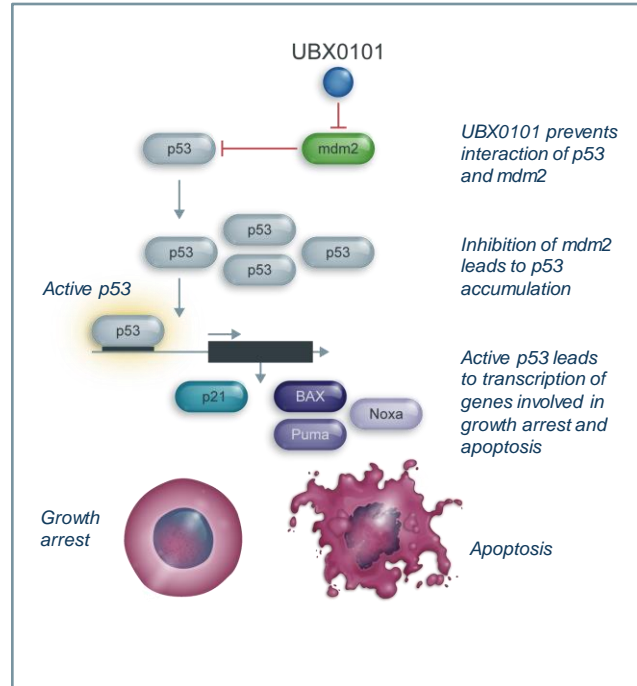 UBX0101
p53
mdm2
UBX0101 prevents
interaction of p53
and mdm2
p53
p53
p53
p53
Inhibition of mdm2
leads to p53
accumulation
Active p53
p53
Active p53 leads
to transcription of
genes involved in
growth arrest and
apoptosis
p21
BAX
Noxa
Puma
Growth
arrest
Apoptosis